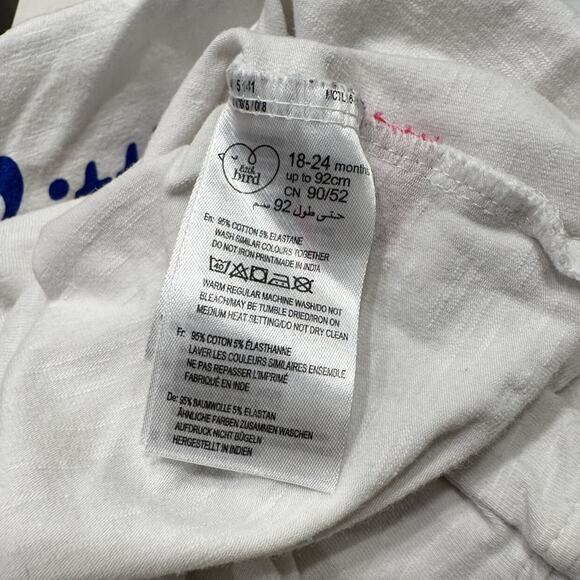 little
bird
18-24 months
up to 92cm
CN 90/52
حتى طول 92 سم
En: 95% COTTON 5% ELASTANE
WASH SIMILAR COLOURS TOGETHER
DO NOT IRON PRINT/MADE IN INDIA
40
WARM REGULAR MACHINE WASH/DO NOT
BLEACH/MAY BE TUMBLE DRIED/IRON ON
MEDIUM HEAT SETTING/DO NOT DRY CLEAN
Fr: 95% COTON 5% ÉLASTHANNE
LAVER LES COULEURS SIMILAIRES ENSEMBLE
NE PAS REPASSER L'IMPRIMÉ
FABRIQUÉ EN INDE
De: 95% BAUMWOLLE 5% ELASTAN
ÄHNLICHE FARBEN ZUSAMMEN WASCHEN
AUFDRUCK NICHT BÜGELN
HERGESTELLT IN INDIEN